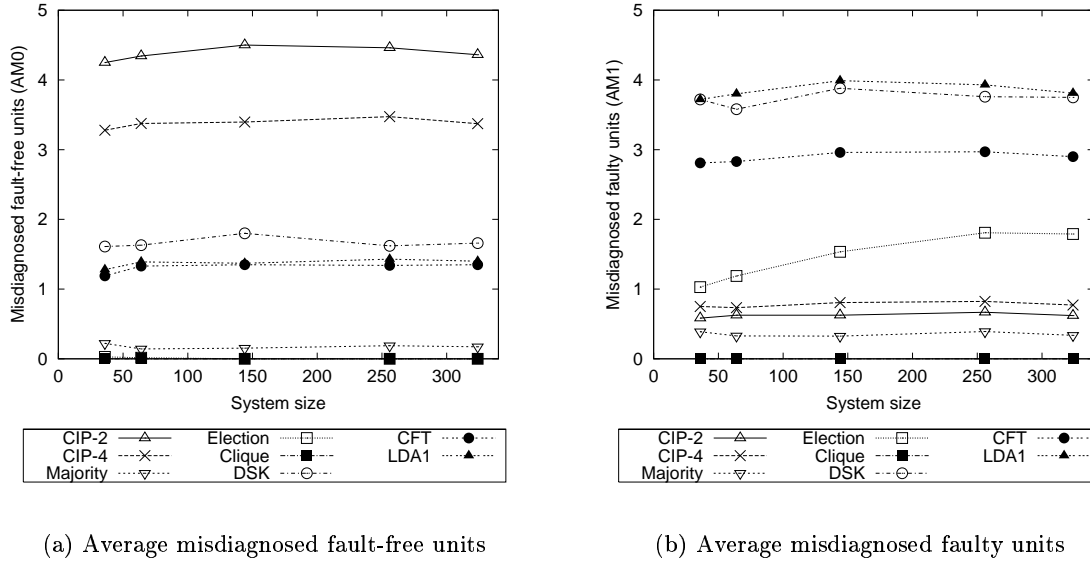 Misdiagnosed fault-free units (AM0)
5
4
3
2
1
0
0 50 100 150 200 250 300
System size
CIP-2 Election CFT
CIP-4 Clique LDA1
Majority DSK
(a) Average misdiagnosed fault-free units
Misdiagnosed faulty units (AM1)
5
4
3
2
1
0
0 50 100 150 200 250 300
System size
CIP-2 Election CFT
CIP-4 Clique LDA1
Majority DSK
(b) Average misdiagnosed faulty units